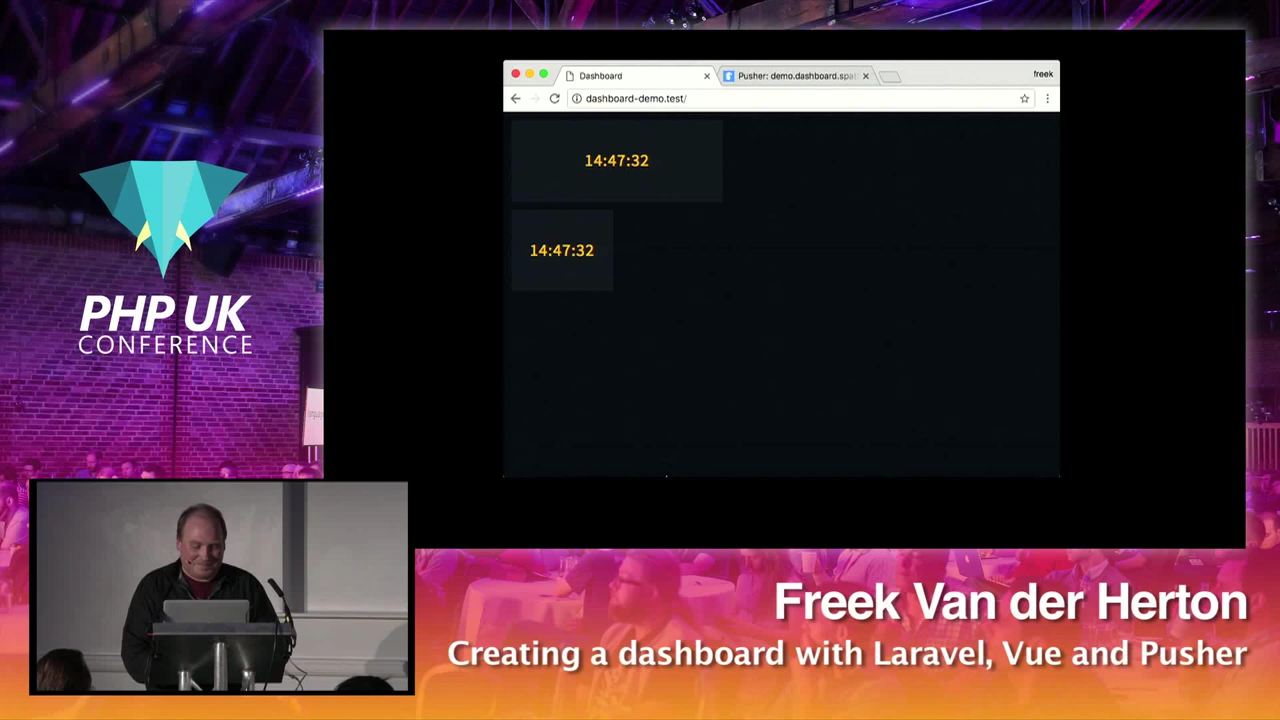 Dashboard
Pusher: demo.dashboard.spa
freek
dashboard-demo.test/
14:47:32
14:47:32
PHP UK
CONFERENCE
Freek Van der Herton
Creating a dashboard with Laravel, Vue and Pusher